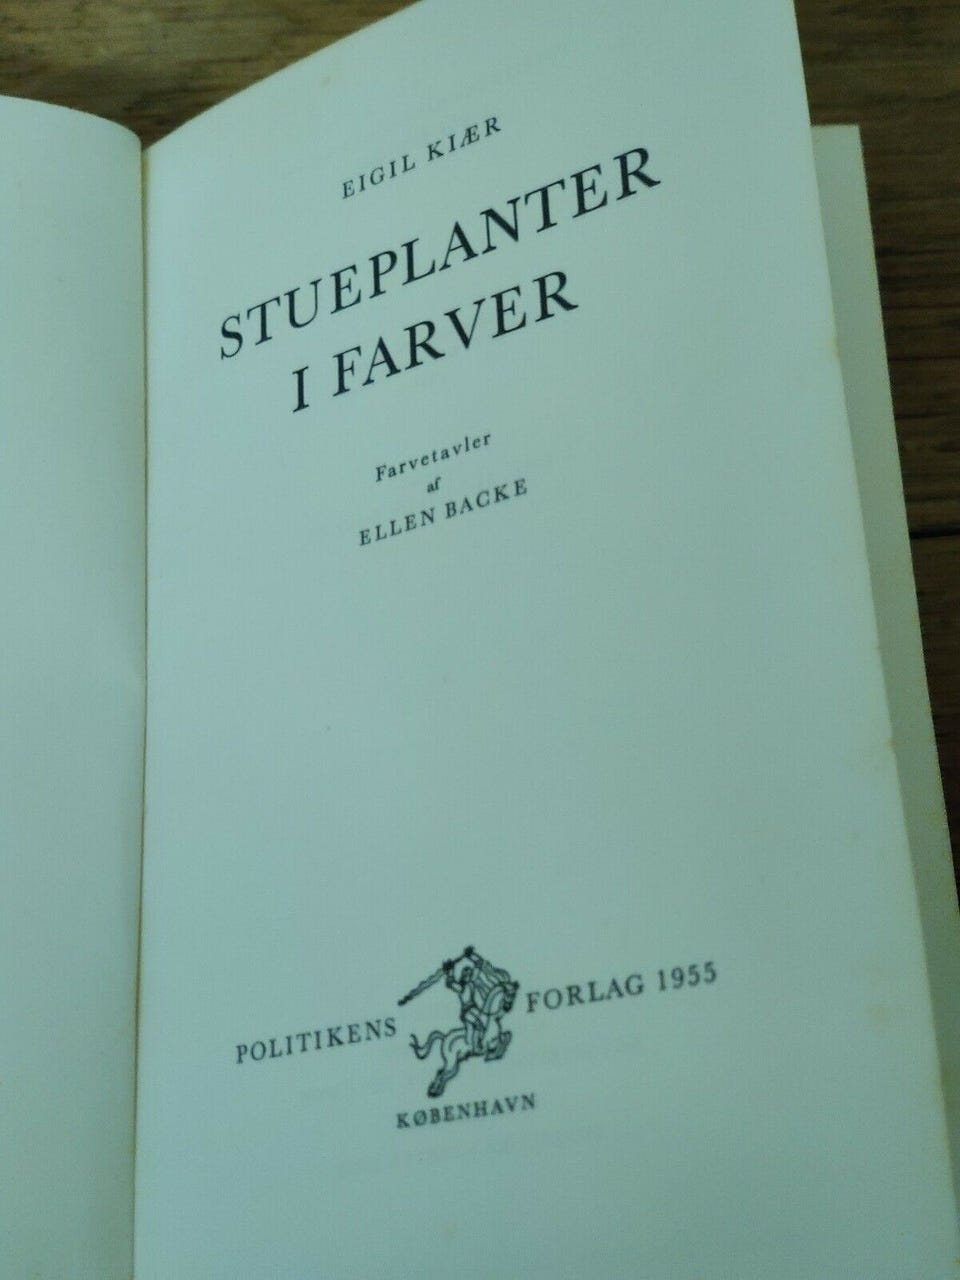 EIGIL KIÆR
STUEPLANTER
I FARVER
Farvetavler
af
ELLEN BACKE
POLITIKENS FORLAG 1955
KØBENHAVN